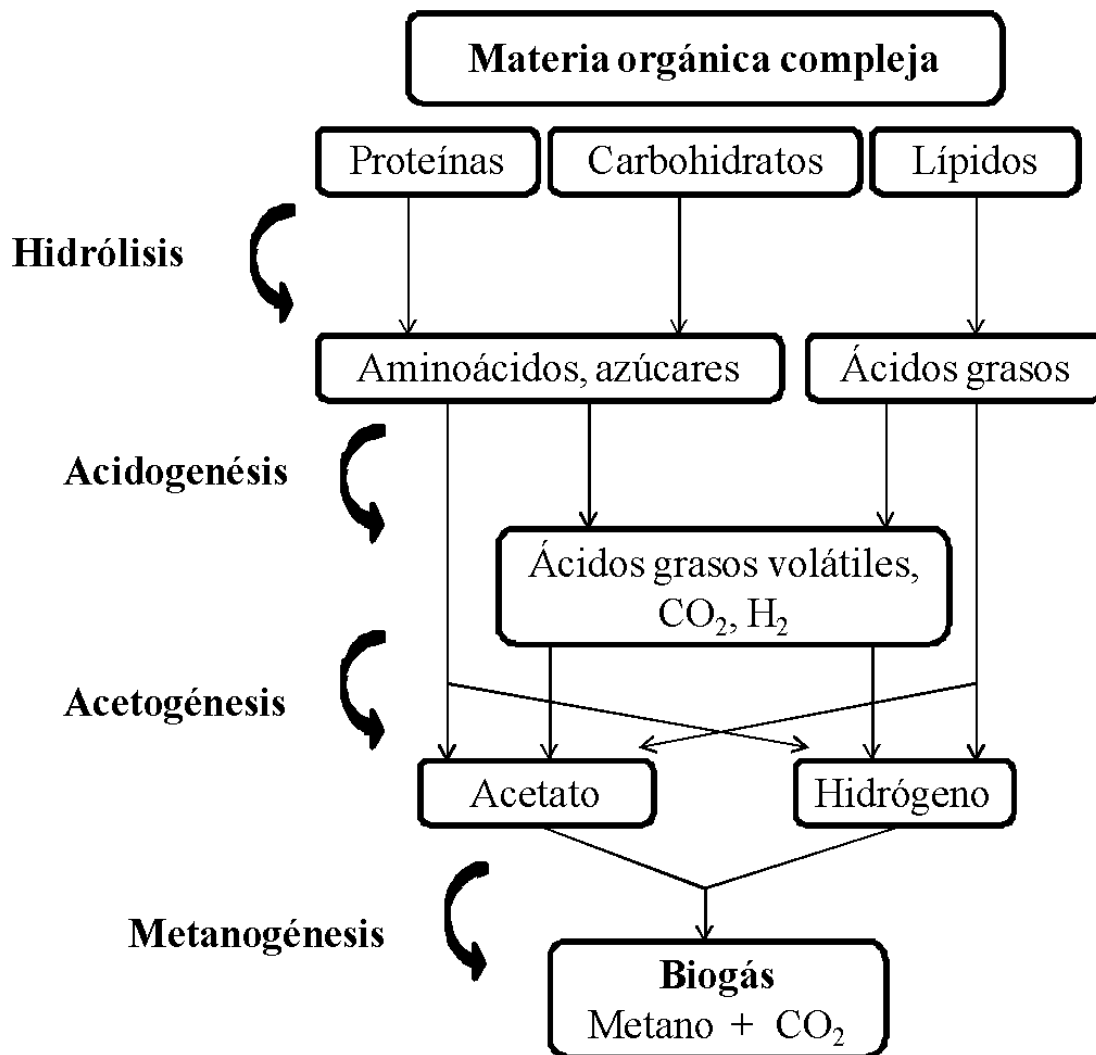 Materia orgánica compleja
Proteínas
Carbohidratos
Lípidos
Hidrólisis
Aminoácidos, azúcares
Ácidos grasos
Acidogenésis
Ácidos grasos volátiles,
CO₂, H₂
Acetogénesis
Acetato
Hidrógeno
Metanogénesis
Biogás
Metano + CO₂